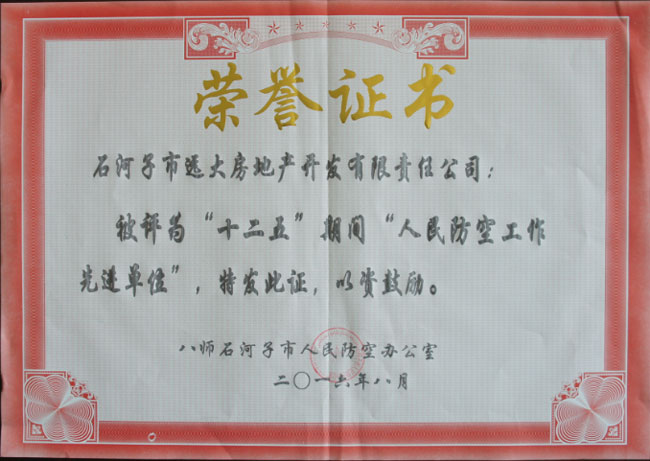 荣誉证书
石河子市远大房地产开发有限责任公司：
被评为“十二五”期间“人民防空工作
先进单位”，特发此证，以资鼓励。
八师石河子市人民防空办公室
二〇一六年八月